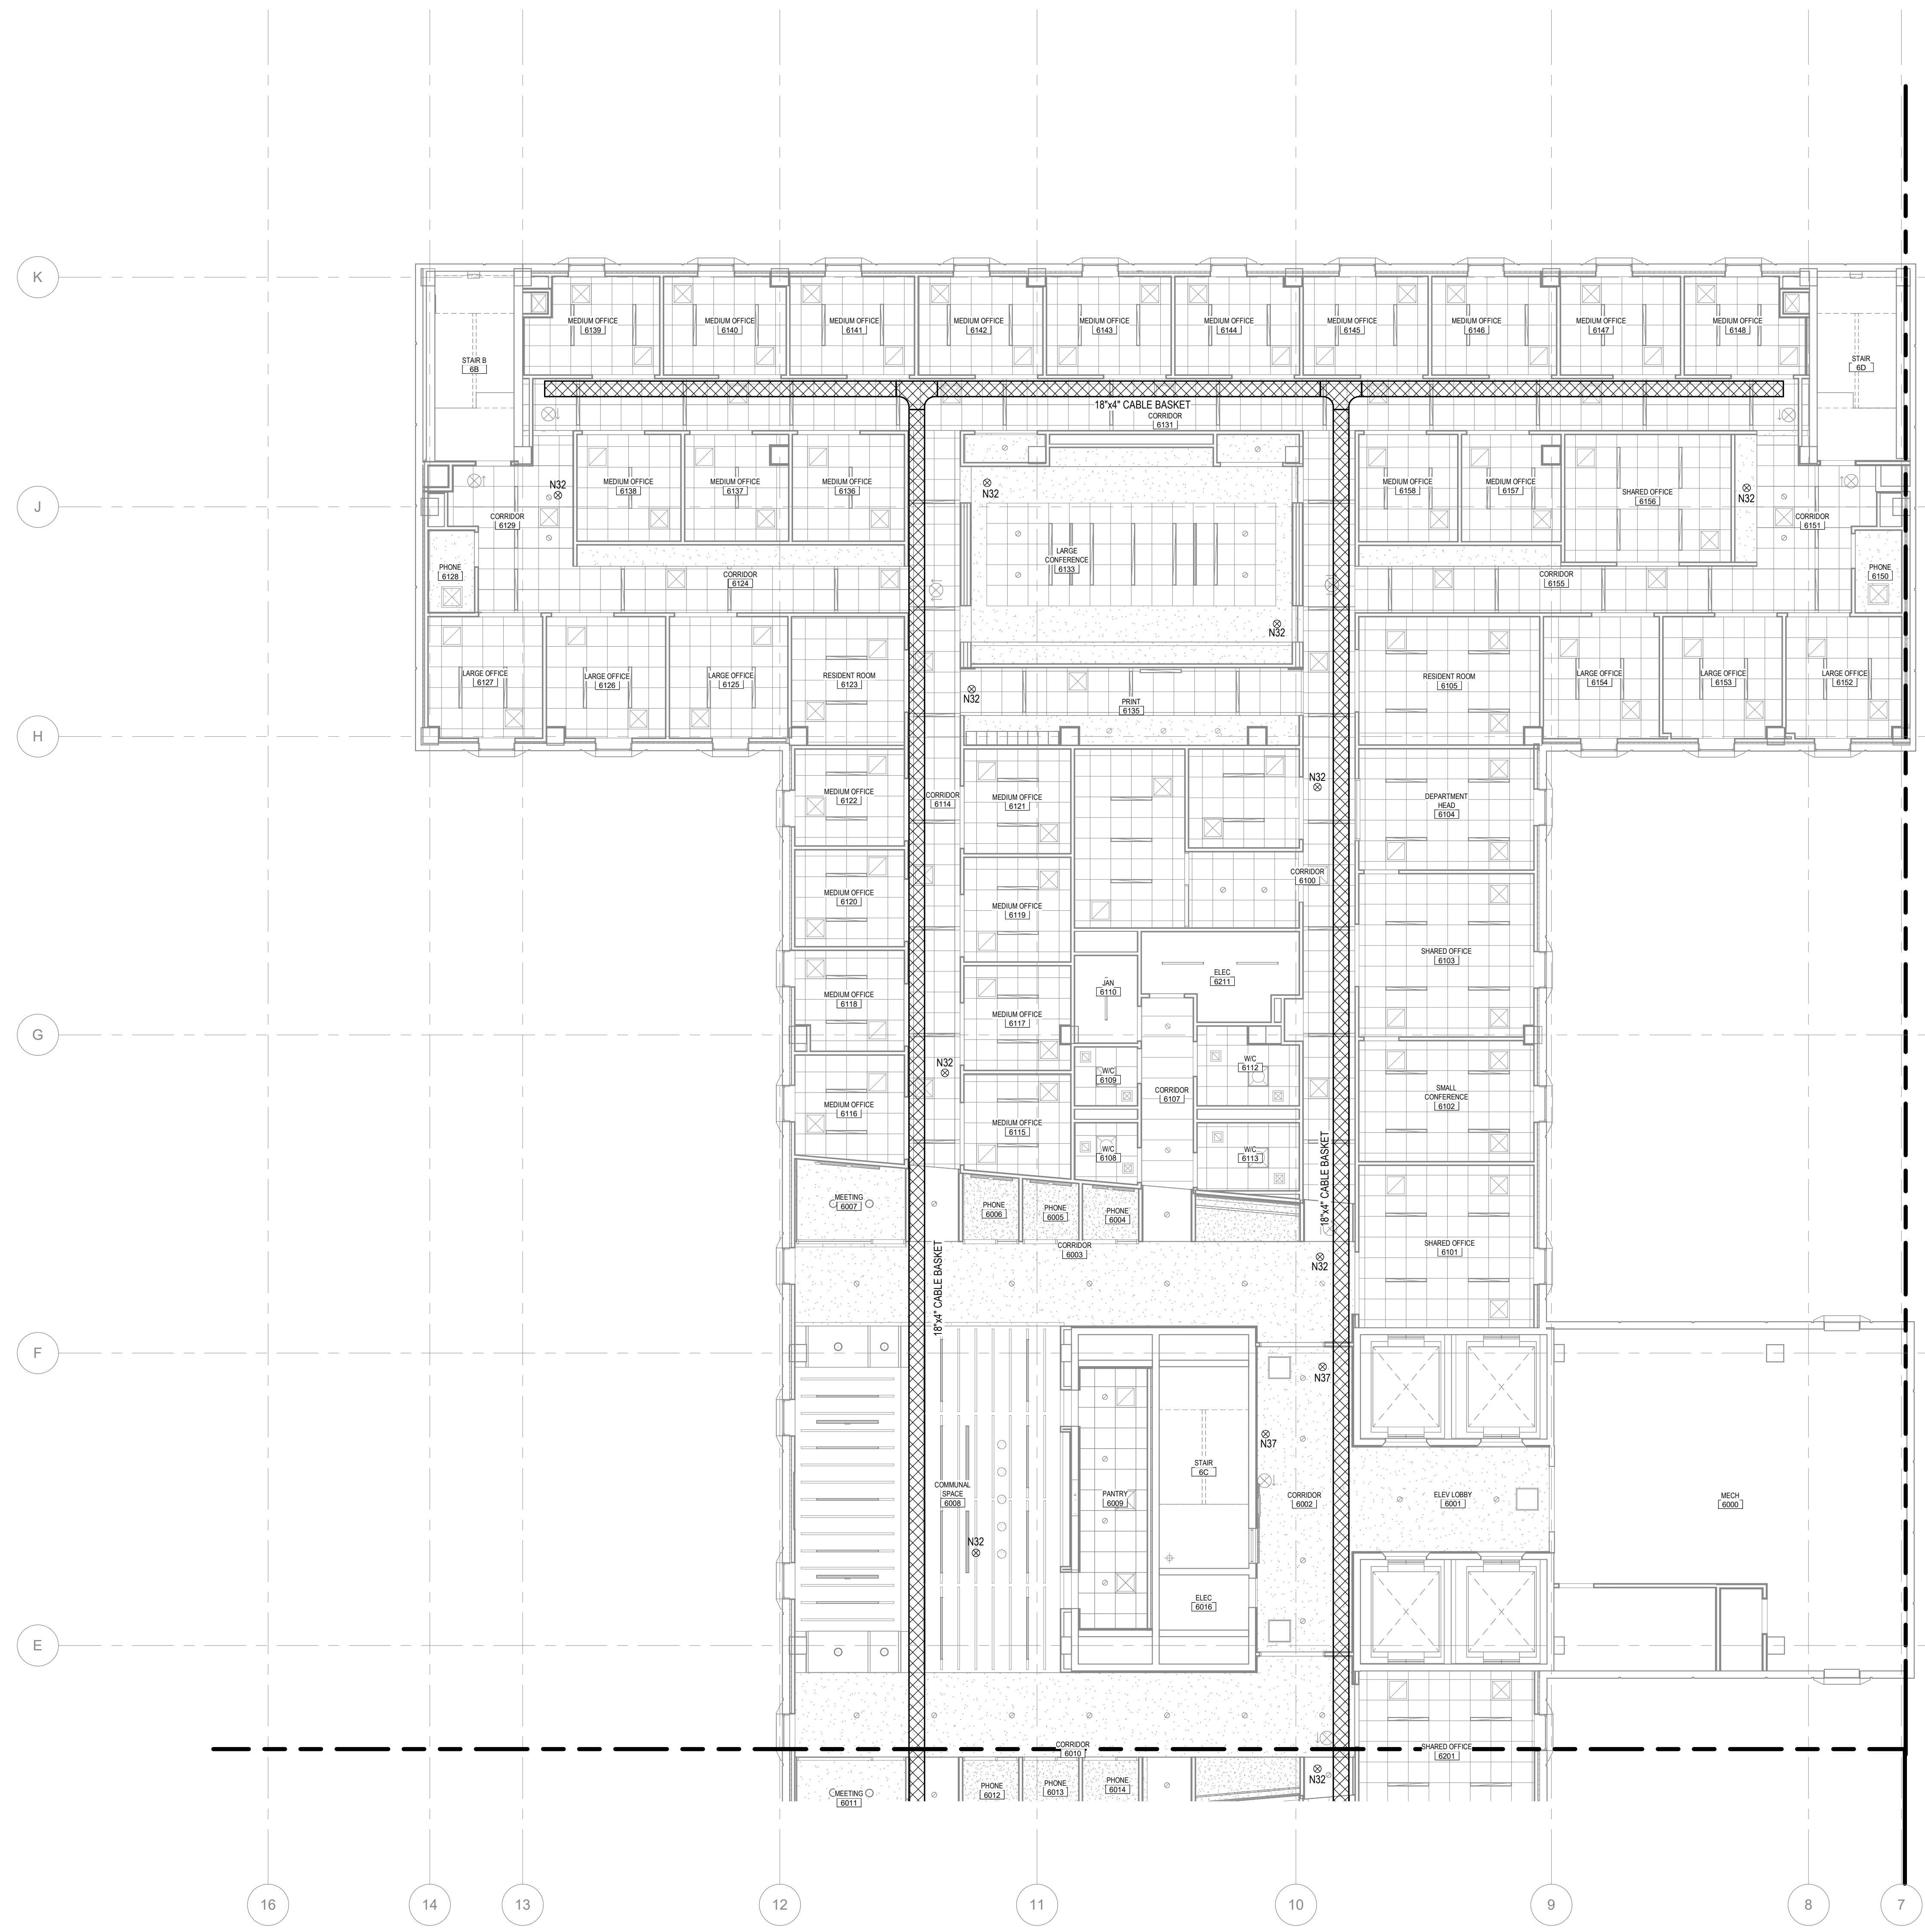 K
MEDIUM OFFICE
6139
MEDIUM OFFICE
6140
MEDIUM OFFICE
6141
MEDIUM OFFICE
6142
MEDIUM OFFICE
6143
MEDIUM OFFICE
6144
MEDIUM OFFICE
6145
MEDIUM OFFICE
6146
MEDIUM OFFICE
6147
MEDIUM OFFICE
6148
STAIR B
6B
STAIR
6D
18"x4" CABLE BASKET
CORRIDOR
6131
J
N32
CORRIDOR
6129
MEDIUM OFFICE
6138
MEDIUM OFFICE
6137
MEDIUM OFFICE
6136
N32
LARGE
CONFERENCE
6133
N32
MEDIUM OFFICE
6158
MEDIUM OFFICE
6157
SHARED OFFICE
6156
N32
CORRIDOR
6151
PHONE
6128
CORRIDOR
6124
CORRIDOR
6155
PHONE
6150
LARGE OFFICE
6127
LARGE OFFICE
6126
LARGE OFFICE
6125
RESIDENT ROOM
6123
N32
PRINT
6135
RESIDENT ROOM
6105
LARGE OFFICE
6154
LARGE OFFICE
6153
LARGE OFFICE
6152
H
MEDIUM OFFICE
6122
CORRIDOR
6114
MEDIUM OFFICE
6121
N32
DEPARTMENT
HEAD
6104
CORRIDOR
6100
MEDIUM OFFICE
6120
MEDIUM OFFICE
6119
SHARED OFFICE
6103
JAN
6110
ELEC
6211
MEDIUM OFFICE
6118
MEDIUM OFFICE
6117
G
N32
W/C
6109
CORRIDOR
6107
W/C
6112
SMALL
CONFERENCE
6102
MEDIUM OFFICE
6116
MEDIUM OFFICE
6115
W/C
6108
W/C
6113
18"x4" CABLE BASKET
MEETING
6007
PHONE
6006
PHONE
6005
PHONE
6004
CORRIDOR
6003
N32
SHARED OFFICE
6101
18"x4" CABLE BASKET
F
N37
N37
COMMUNAL
SPACE
6008
N32
PANTRY
6009
STAIR
6C
CORRIDOR
6002
ELEV LOBBY
6001
MECH
6000
ELEC
6016
E
CORRIDOR
6010
SHARED OFFICE
6201
MEETING
6011
PHONE
6012
PHONE
6013
PHONE
6014
N32
16
14
13
12
11
10
9
8
7